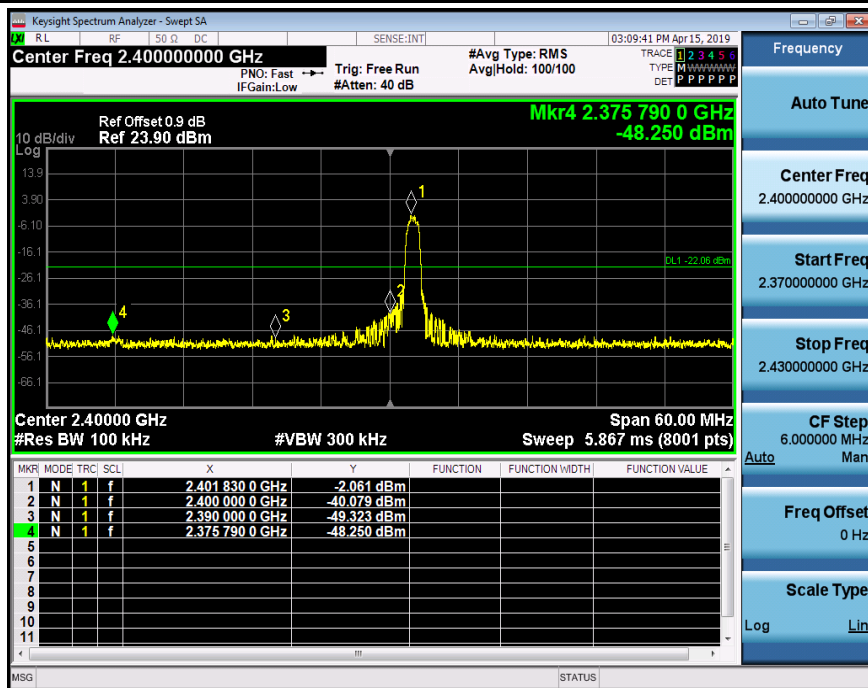 Keysight Spectrum Analyzer - Swept SA
LXI RL RF 50 Ω DC SENSE:INT 03:09:41 PM Apr 15, 2019
Center Freq 2.400000000 GHz
PNO: Fast
IFGain:Low
Trig: Free Run
#Atten: 40 dB
#Avg Type: RMS
Avg|Hold: 100/100
TRACE 1 2 3 4 5 6
TYPE M W W W W W
DET P P P P P P
Mkr4 2.375 790 0 GHz
-48.250 dBm
Ref Offset 0.9 dB
10 dB/div Ref 23.90 dBm
Log
13.9
3.90
-6.10
-16.1
-26.1
-36.1
-46.1
-56.1
-66.1
1
DL1 -22.06 dBm
2
3
4
Center 2.40000 GHz Span 60.00 MHz
#Res BW 100 kHz #VBW 300 kHz Sweep 5.867 ms (8001 pts)
MKR MODE TRC SCL X Y FUNCTION FUNCTION WIDTH FUNCTION VALUE
1 N 1 f 2.401 830 0 GHz -2.061 dBm
2 N 1 f 2.400 000 0 GHz -40.079 dBm
3 N 1 f 2.390 000 0 GHz -49.323 dBm
4 N 1 f 2.375 790 0 GHz -48.250 dBm
5
6
7
8
9
10
11
MSG STATUS
Frequency
Auto Tune
Center Freq
2.400000000 GHz
Start Freq
2.370000000 GHz
Stop Freq
2.430000000 GHz
CF Step
6.000000 MHz
Auto Man
Freq Offset
0 Hz
Scale Type
Log Lin